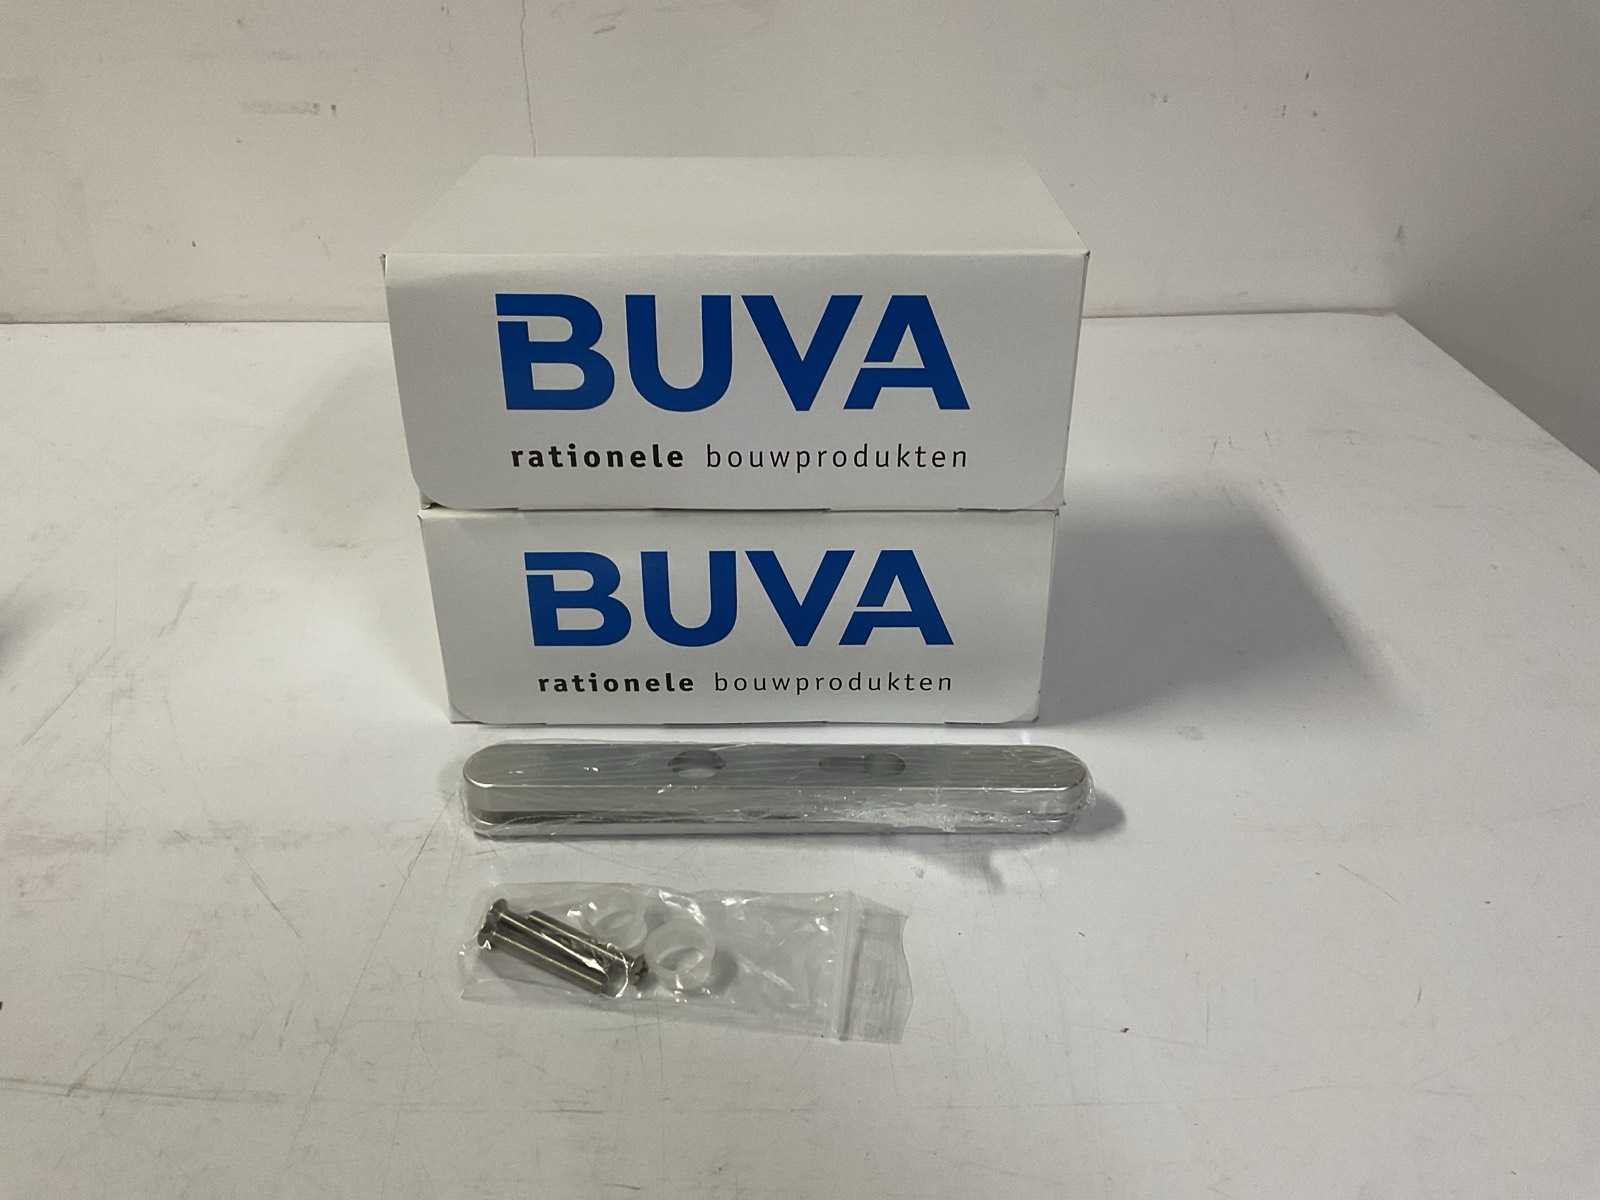 BUVA
rationele bouwprodukten
BUVA
rationele bouwprodukten